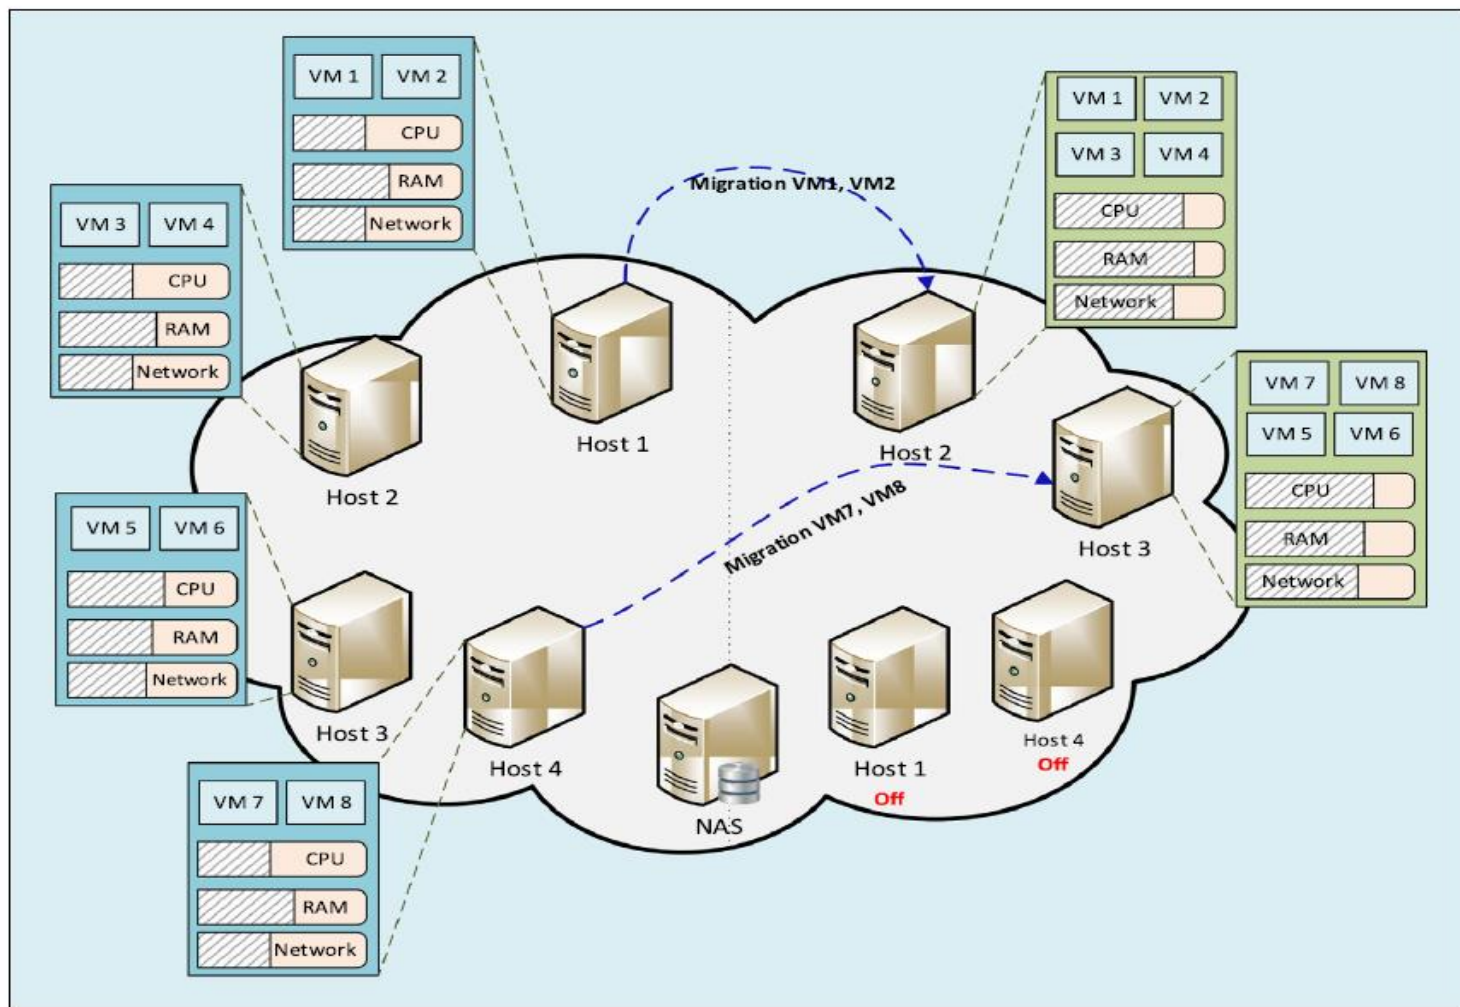 VM 1 VM 2
CPU
RAM
Network
VM 3 VM 4
CPU
RAM
Network
VM 5 VM 6
CPU
RAM
Network
VM 7 VM 8
CPU
RAM
Network
Host 1
Host 2
Host 3
Host 4
NAS
Migration VM1, VM2
Migration VM7, VM8
VM 1 VM 2
VM 3 VM 4
CPU
RAM
Network
Host 2
VM 7 VM 8
VM 5 VM 6
CPU
RAM
Network
Host 3
Host 1
Off
Host 4
Off